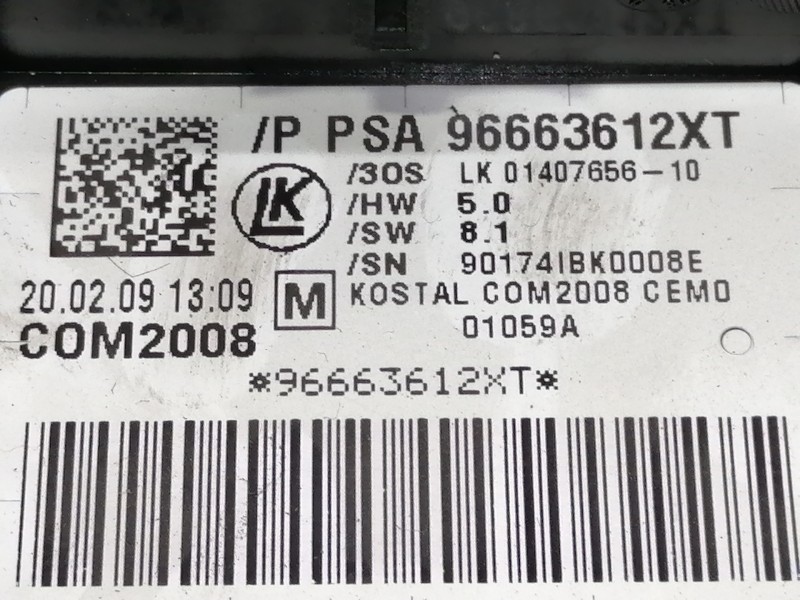 /P PSA 96663612XT
LK
/3OS LK 01407656-10
/HW 5.0
/SW 8.1
/SN 90174IBK0008E
20.02.09 13:09 M KOSTAL COM2008 CEM0
COM2008 01059A
*96663612XT*